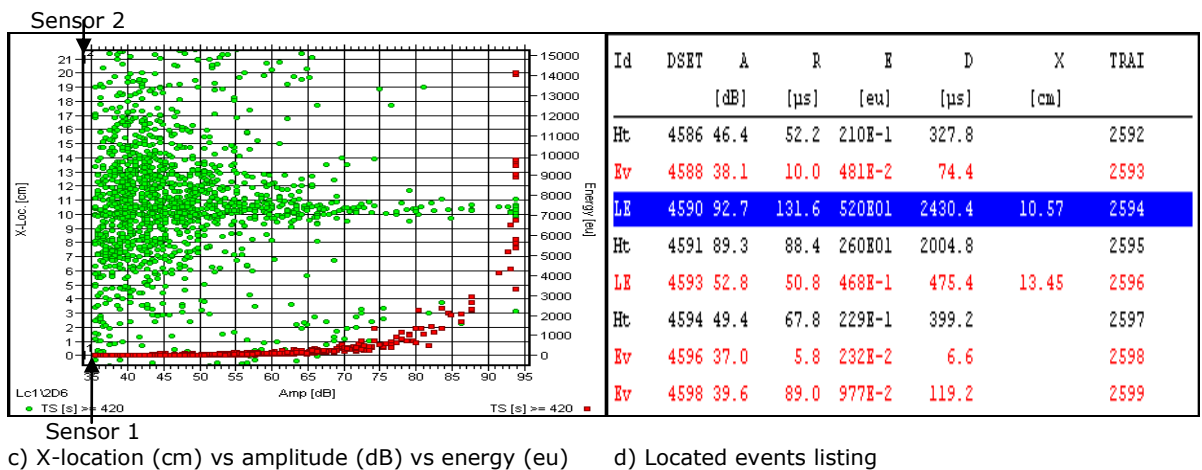 Sensor 2
X-Loc. [cm]
21
20
19
18
17
16
15
14
13
12
11
10
9
8
7
6
5
4
3
2
1
0
2
1
15000
14000
13000
12000
11000
10000
9000
8000
7000
6000
5000
4000
3000
2000
1000
0
Energy [eu]
35 40 45 50 55 60 65 70 75 80 85 90 95
Lc1\2D6 Amp [dB]
TS [s] >= 420 TS [s] >= 420
Sensor 1
Id DSET A R E D X TRAI
[dB] [µs] [eu] [µs] [cm]
Ht 4586 46.4 52.2 210E-1 327.8 2592
Ev 4588 38.1 10.0 481E-2 74.4 2593
LE 4590 92.7 131.6 520E01 2430.4 10.57 2594
Ht 4591 89.3 88.4 260E01 2004.8 2595
LE 4593 52.8 50.8 468E-1 475.4 13.45 2596
Ht 4594 49.4 67.8 229E-1 399.2 2597
Ev 4596 37.0 5.8 232E-2 6.6 2598
Ev 4598 39.6 89.0 977E-2 119.2 2599
c) X-location (cm) vs amplitude (dB) vs energy (eu) d) Located events listing